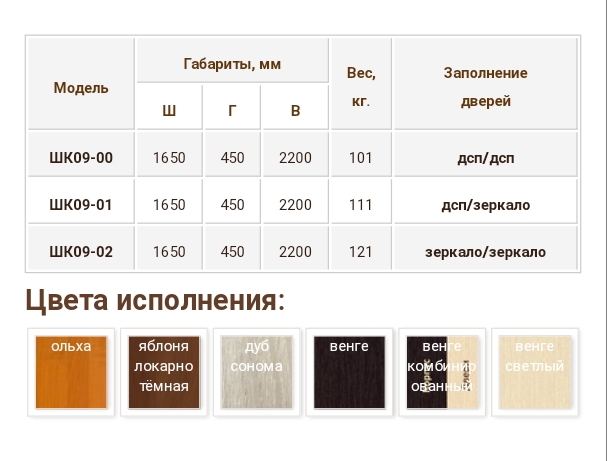 Модель Габариты, мм Вес, кг. Заполнение дверей
Ш Г В
ШК09-00 1650 450 2200 101 дсп/дсп
ШК09-01 1650 450 2200 111 дсп/зеркало
ШК09-02 1650 450 2200 121 зеркало/зеркало
Цвета исполнения:
ольха
яблоня
локарно
тёмная
дуб
сонома
венге
венге
комбинир
ованный
венге
светлый